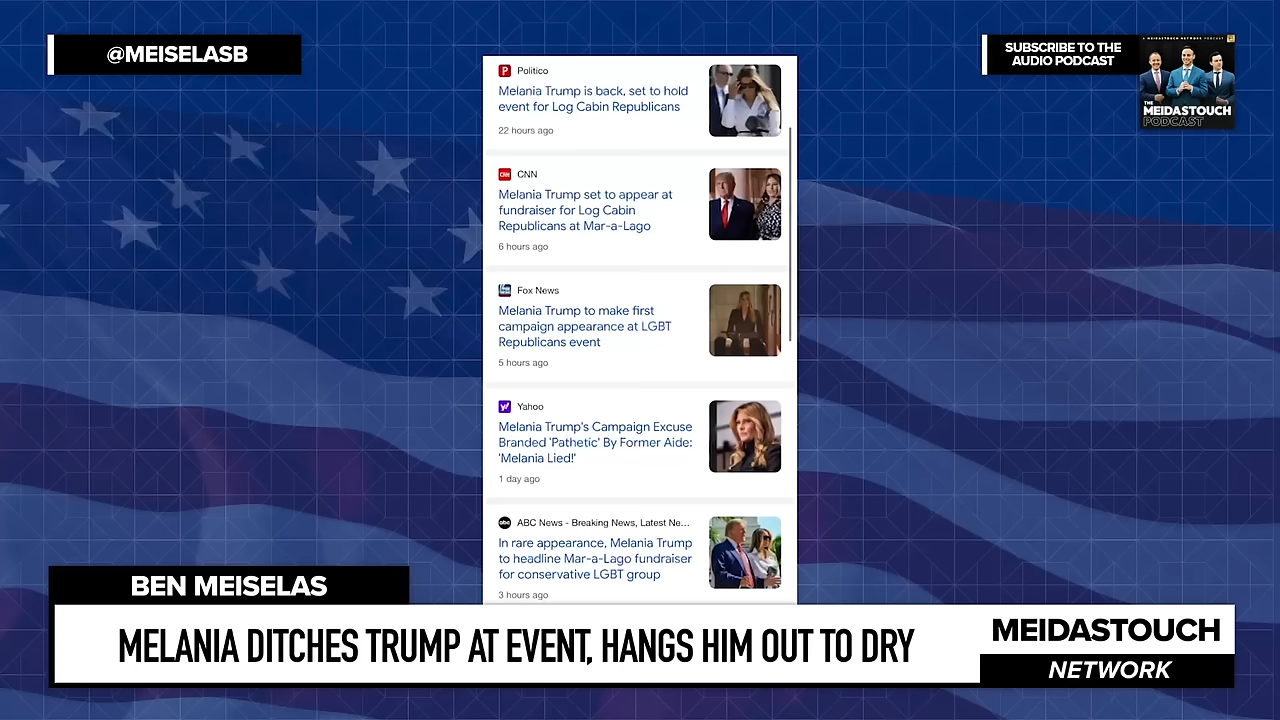 @MEISELASB
SUBSCRIBE TO THE
AUDIO PODCAST
A MEIDASTOUCH NETWORK PODCAST
THE
MEIDASTOUCH
PODCAST
Politico
Melania Trump is back, set to hold
event for Log Cabin Republicans
22 hours ago
CNN
CNN
Melania Trump set to appear at
fundraiser for Log Cabin
Republicans at Mar-a-Lago
6 hours ago
Fox News
Melania Trump to make first
campaign appearance at LGBT
Republicans event
5 hours ago
Yahoo
Melania Trump's Campaign Excuse
Branded 'Pathetic' By Former Aide:
'Melania Lied!'
1 day ago
abc
ABC News - Breaking News, Latest Ne...
In rare appearance, Melania Trump
to headline Mar-a-Lago fundraiser
for conservative LGBT group
3 hours ago
BEN MEISELAS
MELANIA DITCHES TRUMP AT EVENT, HANGS HIM OUT TO DRY
MEIDASTOUCH
NETWORK